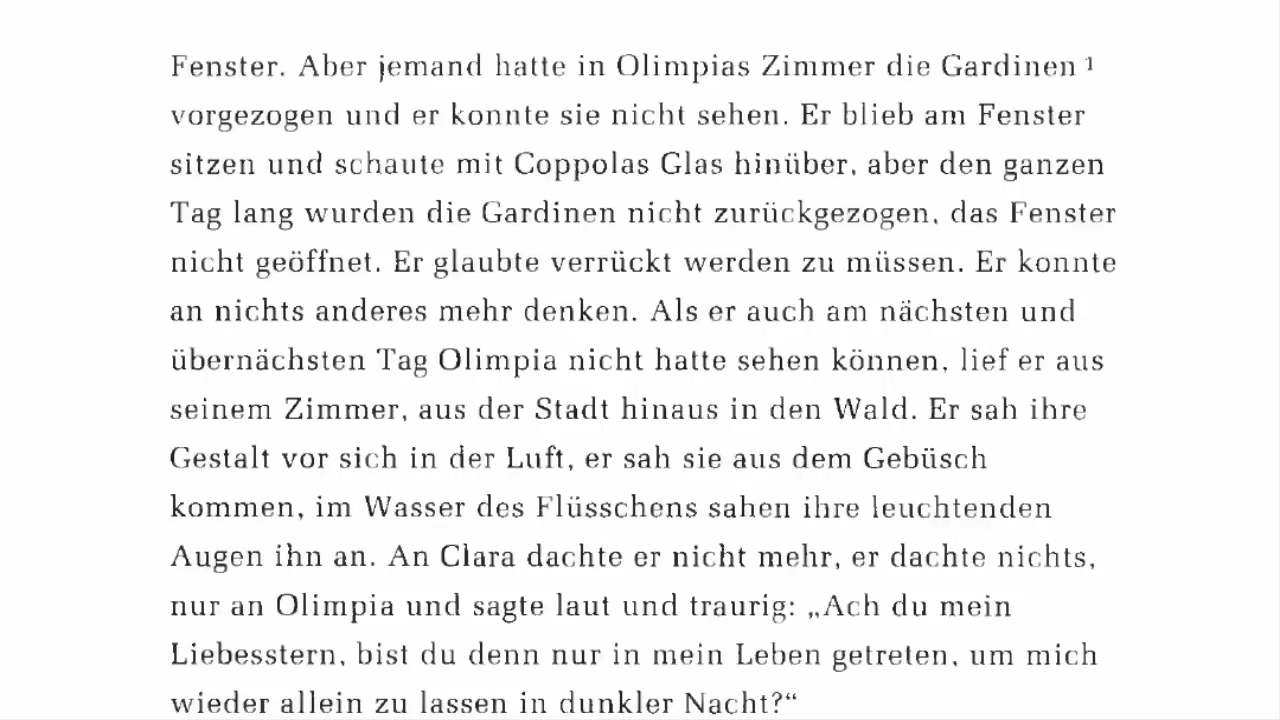 Fenster. Aber jemand hatte in Olimpias Zimmer die Gardinen ¹
vorgezogen und er konnte sie nicht sehen. Er blieb am Fenster
sitzen und schaute mit Coppolas Glas hinüber, aber den ganzen
Tag lang wurden die Gardinen nicht zurückgezogen, das Fenster
nicht geöffnet. Er glaubte verrückt werden zu müssen. Er konnte
an nichts anderes mehr denken. Als er auch am nächsten und
übernächsten Tag Olimpia nicht hatte sehen können, lief er aus
seinem Zimmer, aus der Stadt hinaus in den Wald. Er sah ihre
Gestalt vor sich in der Luft, er sah sie aus dem Gebüsch
kommen, im Wasser des Flüsschens sahen ihre leuchtenden
Augen ihn an. An Clara dachte er nicht mehr, er dachte nichts,
nur an Olimpia und sagte laut und traurig: „Ach du mein
Liebesstern, bist du denn nur in mein Leben getreten, um mich
wieder allein zu lassen in dunkler Nacht?“